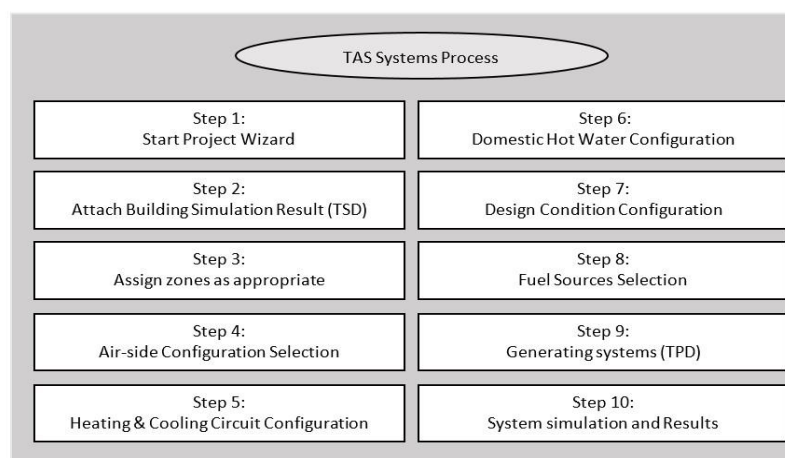 TAS Systems Process
Step 1:
Start Project Wizard
Step 2:
Attach Building Simulation Result (TSD)
Step 3:
Assign zones as appropriate
Step 4:
Air-side Configuration Selection
Step 5:
Heating & Cooling Circuit Configuration
Step 6:
Domestic Hot Water Configuration
Step 7:
Design Condition Configuration
Step 8:
Fuel Sources Selection
Step 9:
Generating systems (TPD)
Step 10:
System simulation and Results